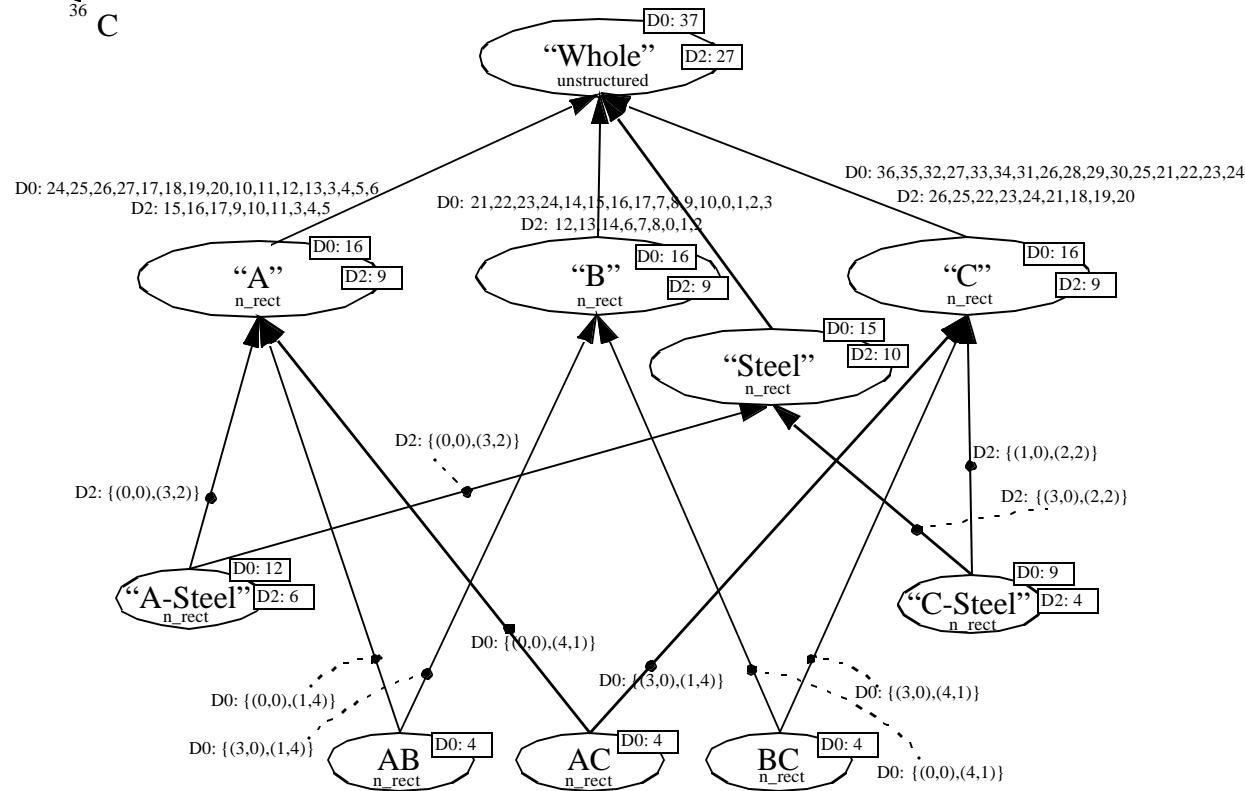 36
C
D0: 37
“Whole”
D2: 27
unstructured
D0: 36,35,32,27,33,34,31,26,28,29,30,25,21,22,23,24
D2: 26,25,22,23,24,21,18,19,20
D0: 24,25,26,27,17,18,19,20,10,11,12,13,3,4,5,6
D2: 15,16,17,9,10,11,3,4,5
D0: 21,22,23,24,14,15,16,17,7,8,9,10,0,1,2,3
D2: 12,13,14,6,7,8,0,1,2
D0: 16
“A”
D2: 9
n_rect
D0: 16
“B”
D2: 9
n_rect
D0: 16
“C”
D2: 9
n_rect
D0: 15
“Steel”
D2: 10
n_rect
D2: {(0,0),(3,2)}
D2: {(1,0),(2,2)}
D2: {(0,0),(3,2)}
D2: {(3,0),(2,2)}
D0: 12
“A-Steel”
D2: 6
n_rect
D0: 9
“C-Steel”
D2: 4
n_rect
D0: {(0,0),(4,1)}
D0: {(3,0),(1,4)}
D0: {(0,0),(1,4)}
D0: {(3,0),(4,1)}
D0: {(3,0),(1,4)}
D0: {(0,0),(4,1)}
D0: 4
AB
n_rect
D0: 4
AC
n_rect
D0: 4
BC
n_rect